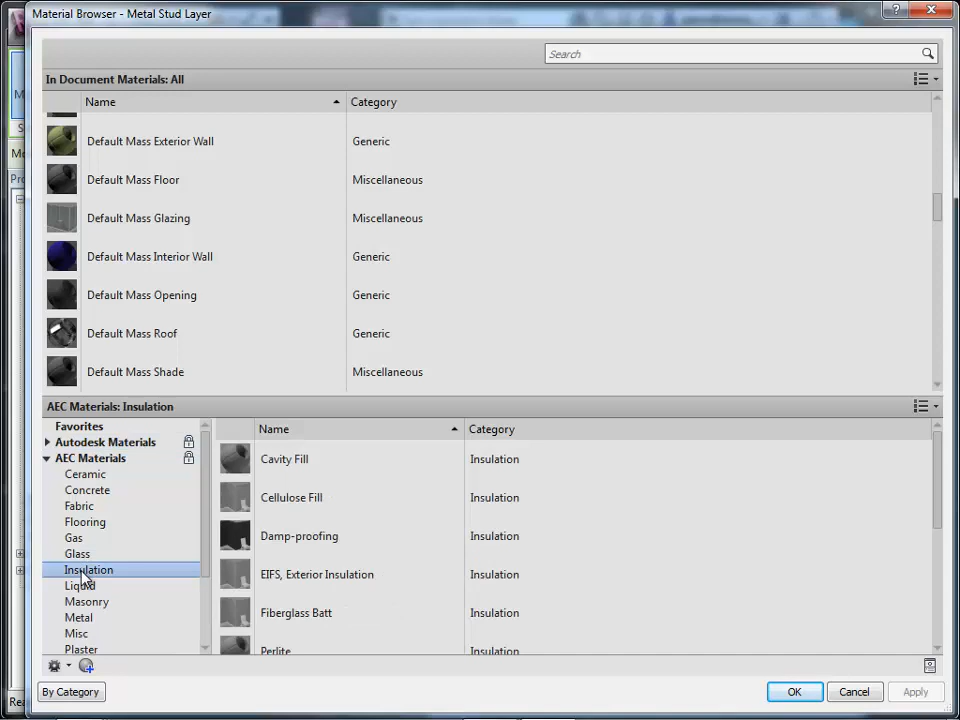 Material Browser - Metal Stud Layer
?
Search
In Document Materials: All
Name Category
Default Mass Exterior Wall Generic
Default Mass Floor Miscellaneous
Default Mass Glazing Miscellaneous
Default Mass Interior Wall Generic
Default Mass Opening Generic
Default Mass Roof Generic
Default Mass Shade Miscellaneous
AEC Materials: Insulation
Favorites
Autodesk Materials
AEC Materials
Ceramic
Concrete
Fabric
Flooring
Gas
Glass
Insulation
Liquid
Masonry
Metal
Misc
Plaster
Name Category
Cavity Fill Insulation
Cellulose Fill Insulation
Damp-proofing Insulation
EIFS, Exterior Insulation Insulation
Fiberglass Batt Insulation
Perlite Insulation
By Category
OK Cancel Apply